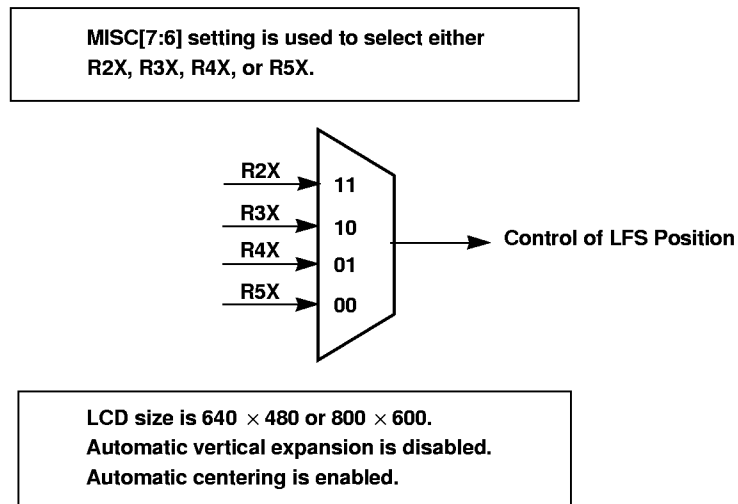 MISC[7:6] setting is used to select either
R2X, R3X, R4X, or R5X.
R2X
11
R3X
10
R4X
01
R5X
00
Control of LFS Position
LCD size is 640 × 480 or 800 × 600.
Automatic vertical expansion is disabled.
Automatic centering is enabled.